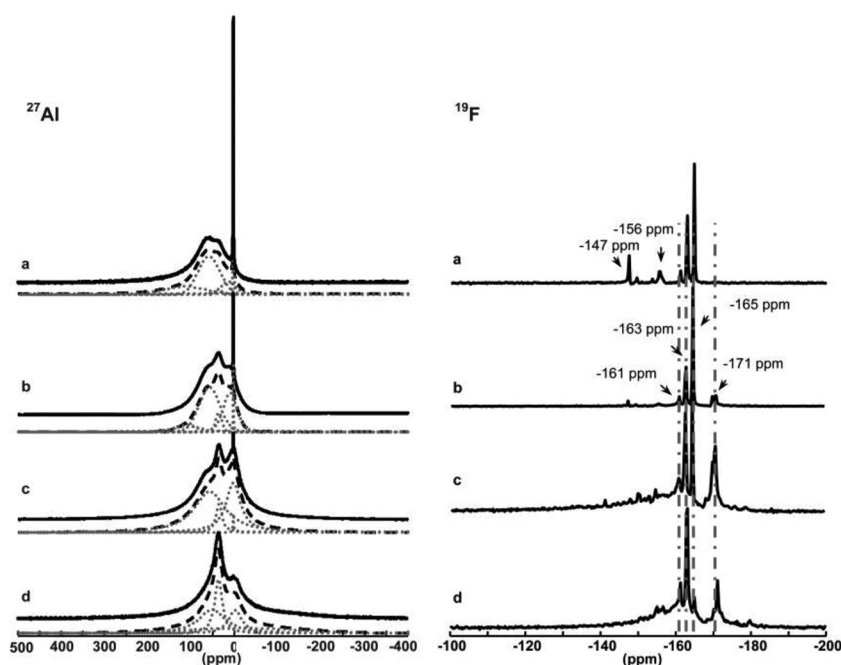 ²⁷Al
¹⁹F
a
b
c
d
500 400 300 200 100 0 -100 -200 -300 -400
(ppm)
a
-147 ppm
-156 ppm
-165 ppm
-163 ppm
-161 ppm
-171 ppm
b
c
d
-100 -120 -140 -160 -180 -200
(ppm)